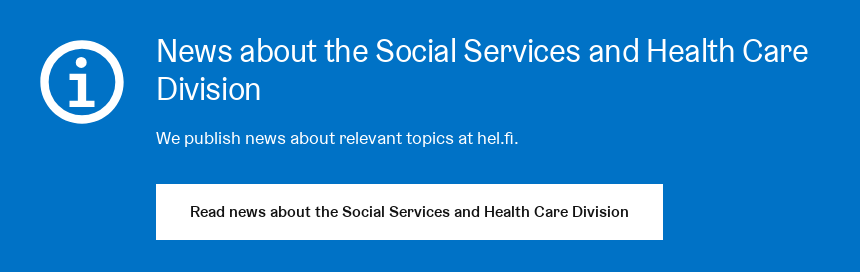 News about the Social Services and Health Care
Division
We publish news about relevant topics at hel.fi.
Read news about the Social Services and Health Care Division